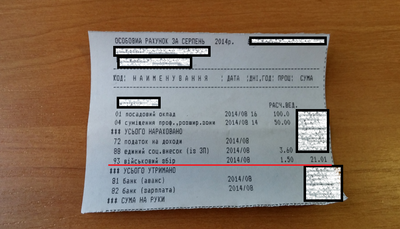 ОСОБОВИЙ РАХУНОК ЗА СЕРПЕНЬ 2014р.
КОД: НАИМЕНУВАННЯ :ДАТА :ДНІ,ГОД: ПРОЦ: СУМА
РАСЧ.ВЕД.
01 посадовий оклад 2014/08 16 100.0
04 суміщення проф.,розшир.зони 2014/08 14 50.00
### УСЬОГО НАРАХОВАНО
72 податок на доходи 2014/08
88 единий соц.внесок (із ЗП) 2014/08 3.60
93 військовий збір 2014/08 1.50 21.01
### УСЬОГО УТРИМАНО
81 банк (аванс) 2014/08
82 банк (зарплата) 2014/08
### СУМА НА РУКИ